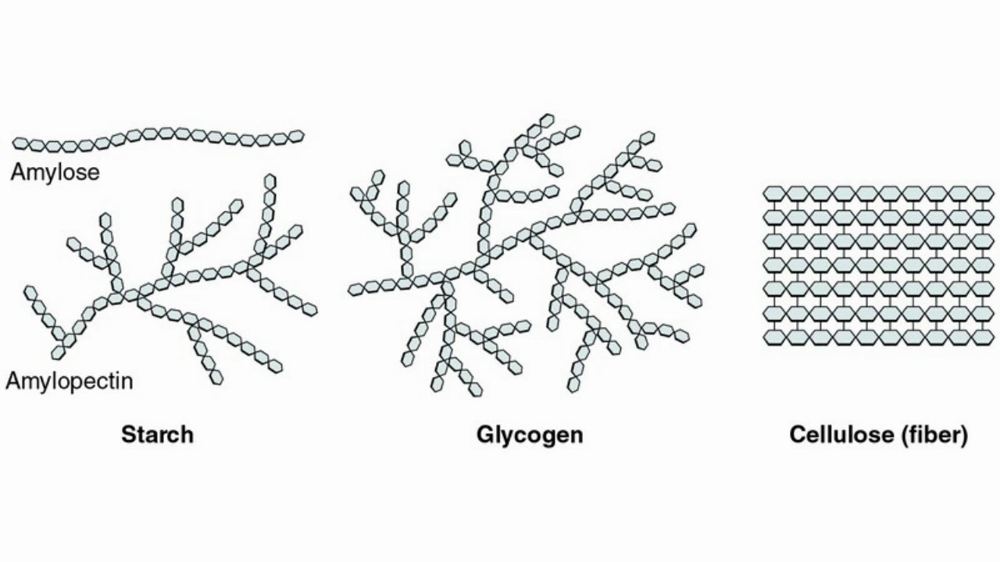 Amylose
Amylopectin
Starch
Glycogen
Cellulose (fiber)